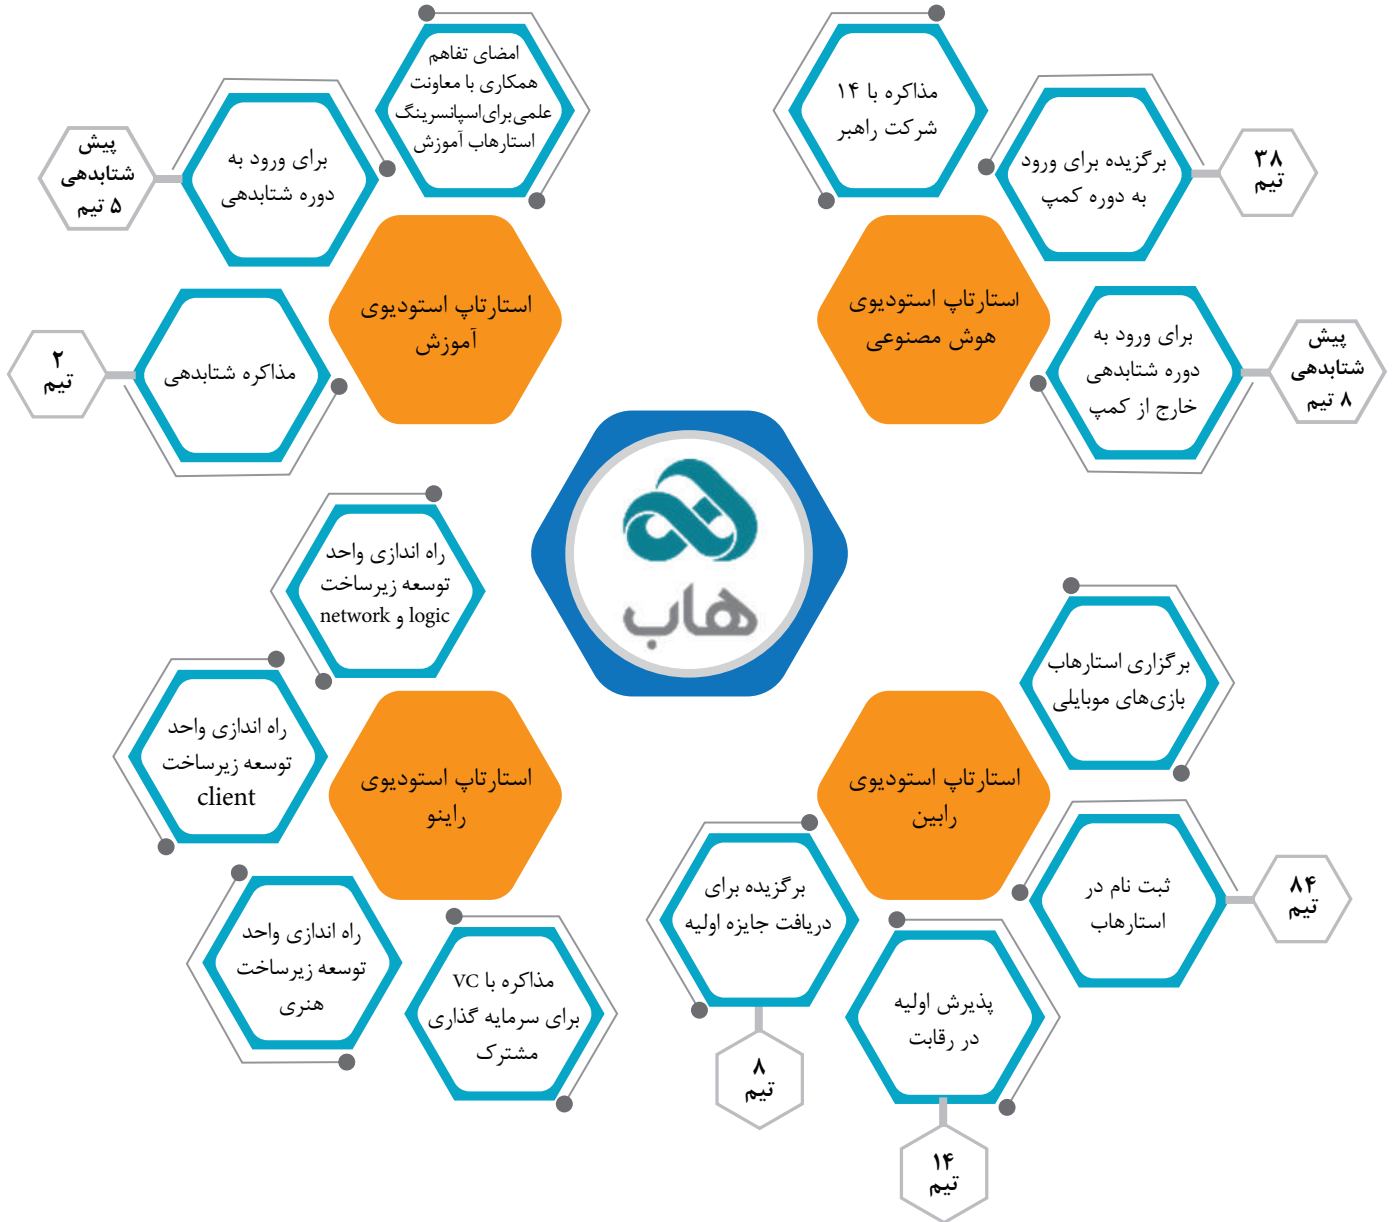 مذاکره با ۱۴
شرکت راهبر
برگزیده برای ورود
به دوره کمپ
۳۸
تیم
استارتاپ استودیوی
هوش مصنوعی
برای ورود به
دوره شتابدهی
خارج از کمپ
پیش
شتابدهی
۸ تیم
امضای تفاهم
همکاری با معاونت
علمی‌برای‌اسپانسرینگ
استارهاب آموزش
برای ورود به
دوره شتابدهی
پیش
شتابدهی
۵ تیم
استارتاپ استودیوی
آموزش
مذاکره شتابدهی
۲
تیم
هاب
برگزاری استارهاب
بازی‌های موبایلی
استارتاپ استودیوی
رابین
ثبت نام در
استارهاب
۸۴
تیم
پذیرش اولیه
در رقابت
۱۴
تیم
برگزیده برای
دریافت جایزه اولیه
۸
تیم
راه اندازی واحد
توسعه زیرساخت
network و logic
استارتاپ استودیوی
راینو
راه اندازی واحد
توسعه زیرساخت
client
راه اندازی واحد
توسعه زیرساخت
هنری
مذاکره با VC
برای سرمایه گذاری
مشترک